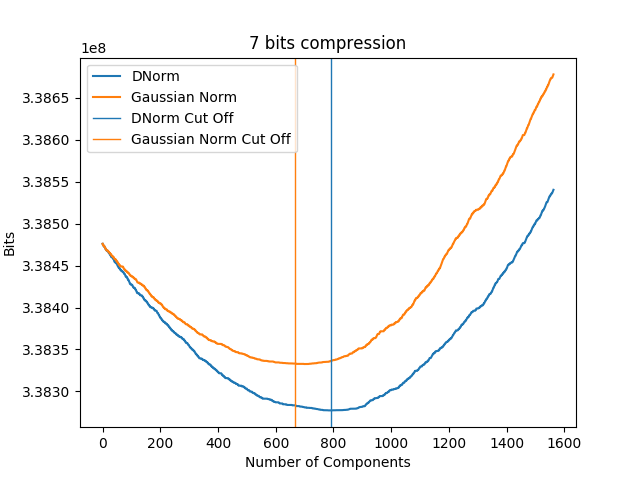 7 bits compression
1e8
DNorm
Gaussian Norm
DNorm Cut Off
Gaussian Norm Cut Off
3.3865
3.3860
3.3855
3.3850
3.3845
3.3840
3.3835
3.3830
Bits
0 200 400 600 800 1000 1200 1400 1600
Number of Components